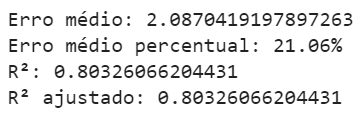 Erro médio: 2.0870419197897263
Erro médio percentual: 21.06%
R²: 0.80326066204431
R² ajustado: 0.80326066204431